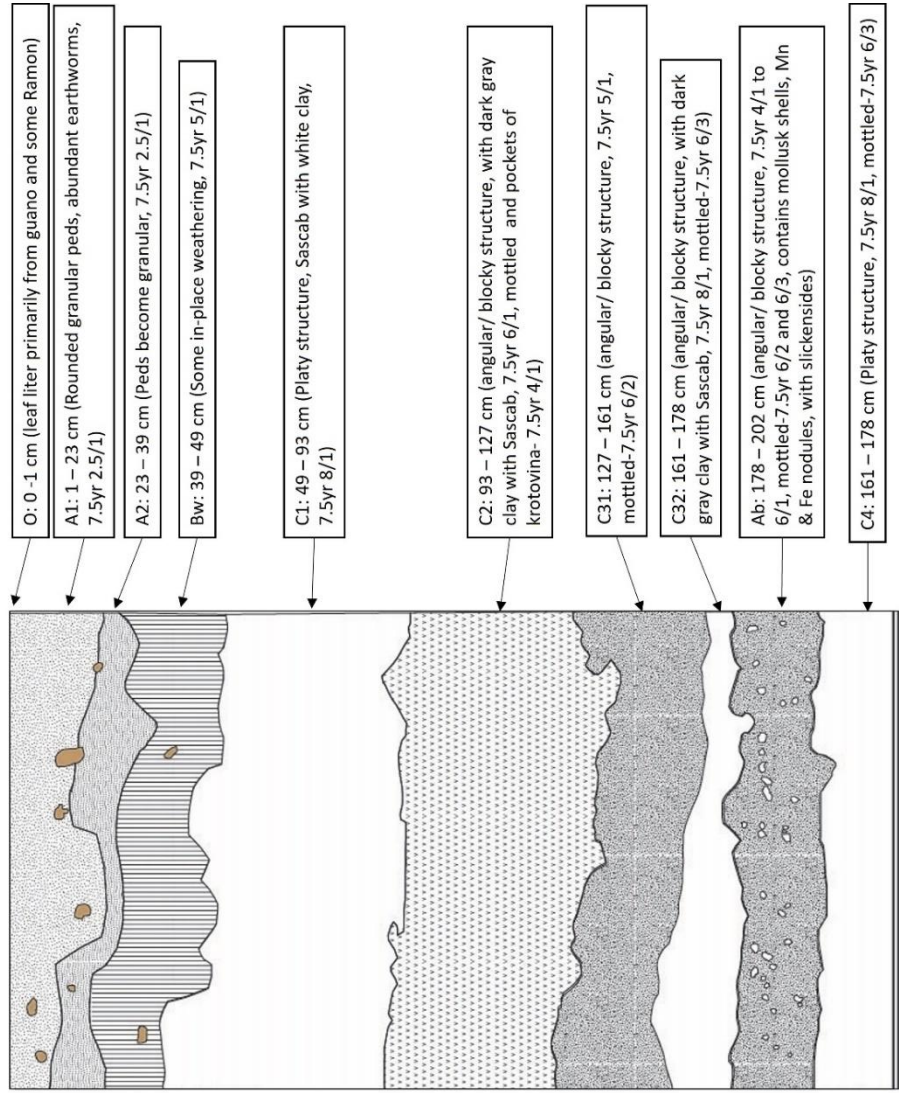 O: 0 -1 cm (leaf liter primarily from guano and some Ramon)
A1: 1 – 23 cm (Rounded granular peds, abundant earthworms,
7.5yr 2.5/1)
A2: 23 – 39 cm (Peds become granular, 7.5yr 2.5/1)
Bw: 39 – 49 cm (Some in-place weathering, 7.5yr 5/1)
C1: 49 – 93 cm (Platy structure, Sascab with white clay,
7.5yr 8/1)
C2: 93 – 127 cm (angular/ blocky structure, with dark gray
clay with Sascab, 7.5yr 6/1, mottled and pockets of
krotovina- 7.5yr 4/1)
C31: 127 – 161 cm (angular/ blocky structure, 7.5yr 5/1,
mottled-7.5yr 6/2)
C32: 161 – 178 cm (angular/ blocky structure, with dark
gray clay with Sascab, 7.5yr 8/1, mottled-7.5yr 6/3)
Ab: 178 – 202 cm (angular/ blocky structure, 7.5yr 4/1 to
6/1, mottled-7.5yr 6/2 and 6/3, contains mollusk shells, Mn
& Fe nodules, with slickensides)
C4: 161 – 178 cm (Platy structure, 7.5yr 8/1, mottled-7.5yr 6/3)